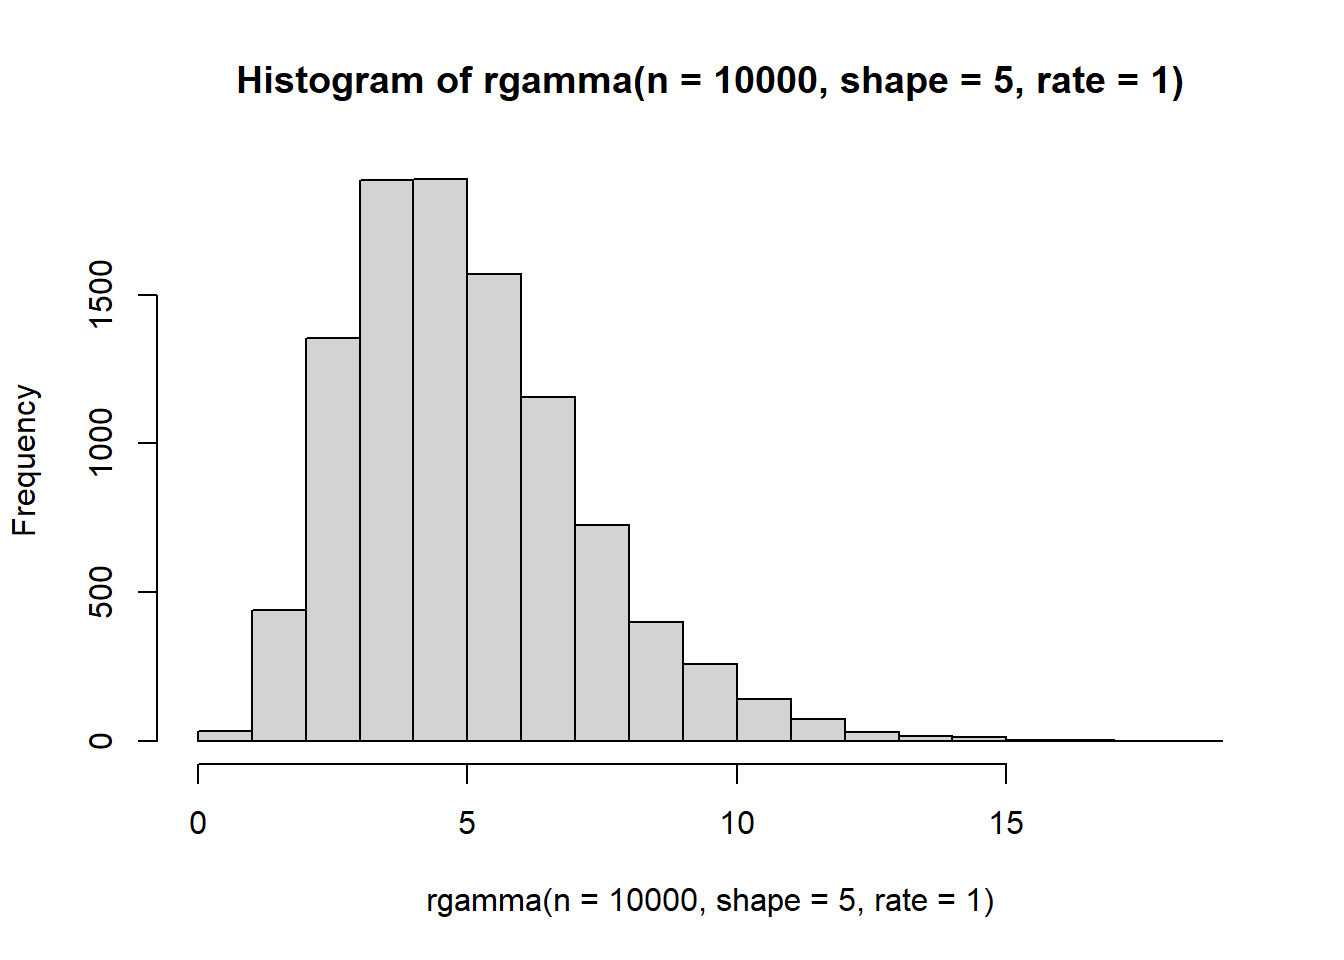 Histogram of rgamma(n = 10000, shape = 5, rate = 1)
Frequency
1500
1000
500
0
0 5 10 15
rgamma(n = 10000, shape = 5, rate = 1)